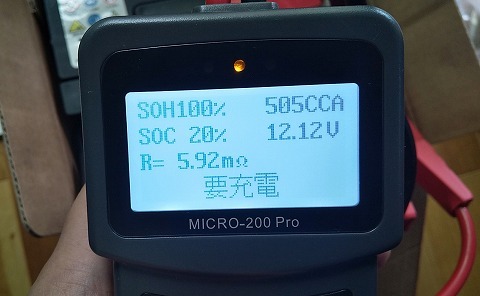 SOH100% 505CCA
SOC 20% 12.12V
R= 5.92mΩ
要充電
MICRO-200 Pro